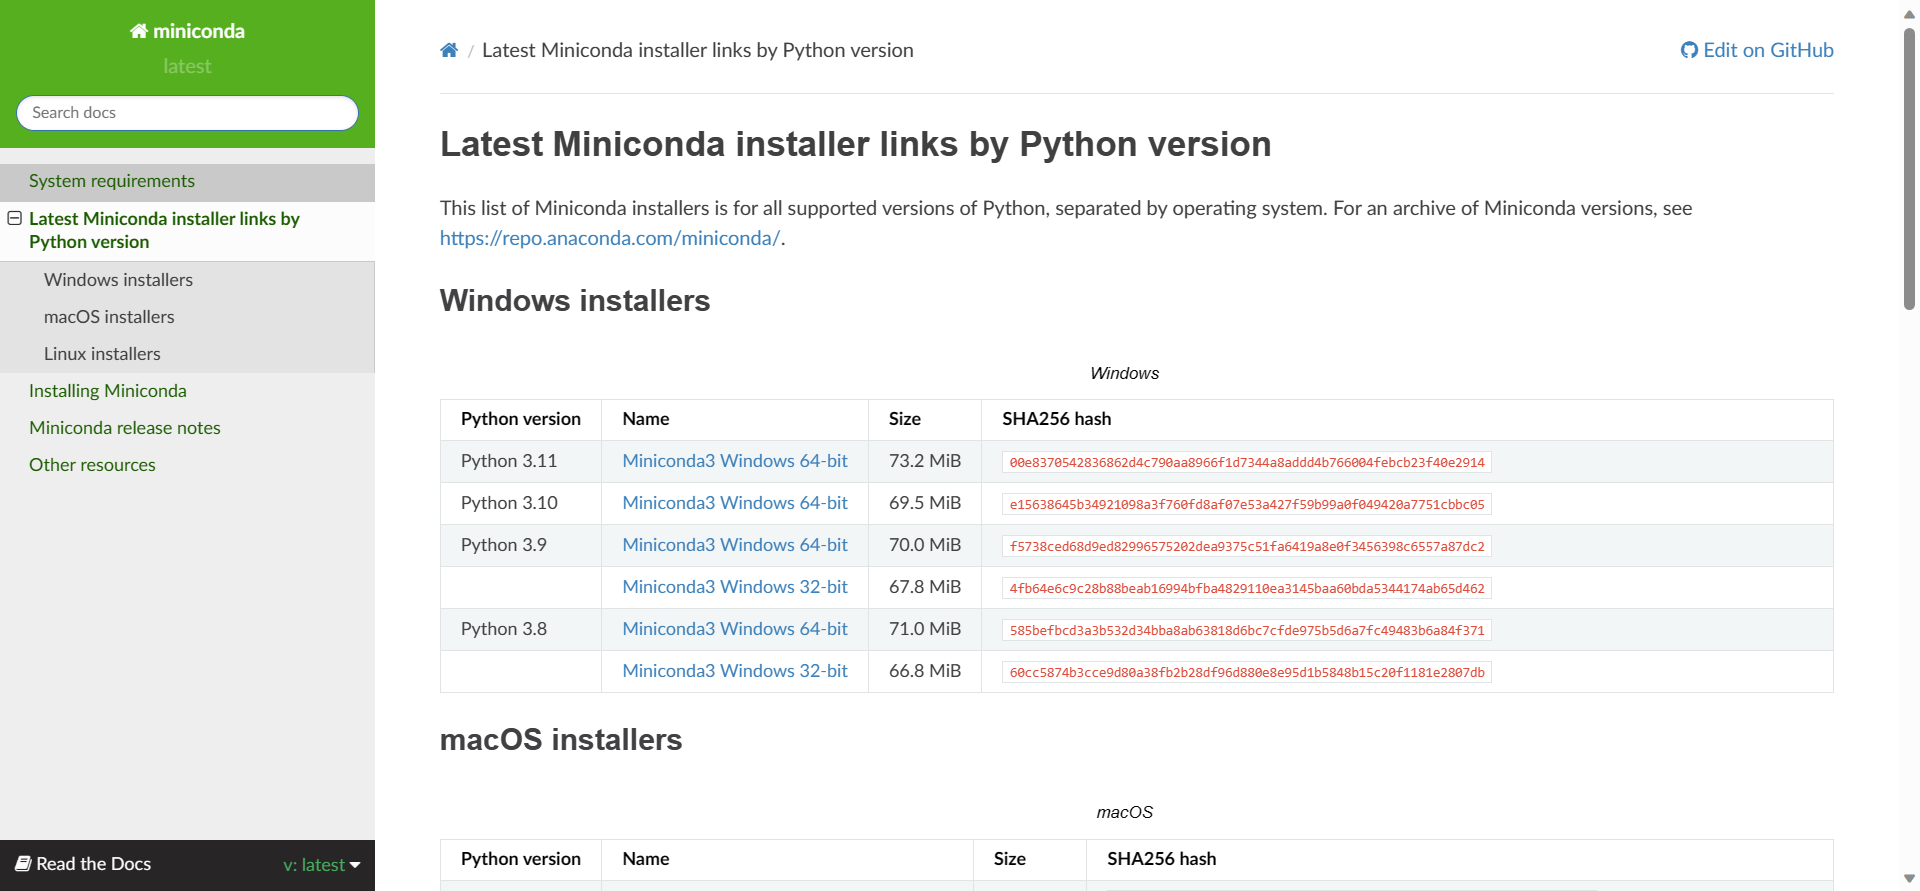 miniconda
latest
Search docs
System requirements
Latest Miniconda installer links by
Python version
Windows installers
macOS installers
Linux installers
Installing Miniconda
Miniconda release notes
Other resources
Read the Docs
v: latest
/ Latest Miniconda installer links by Python version
Edit on GitHub
Latest Miniconda installer links by Python version
This list of Miniconda installers is for all supported versions of Python, separated by operating system. For an archive of Miniconda versions, see
https://repo.anaconda.com/miniconda/.
Windows installers
Windows
Python version Name Size SHA256 hash
Python 3.11 Miniconda3 Windows 64-bit 73.2 MiB 00e8370542836862d4c790aa8966f1d7344a8addd4b766004febcb23f40e2914
Python 3.10 Miniconda3 Windows 64-bit 69.5 MiB e15638645b34921098a3f760fd8af07e53a427f59b99a0f049420a7751cbbc05
Python 3.9 Miniconda3 Windows 64-bit 70.0 MiB f5738ced68d9ed82996575202dea9375c51fa6419a8e0f3456398c6557a87dc2
Miniconda3 Windows 32-bit 67.8 MiB 4fb64e6c9c28b88beab16994bfba4829110ea3145baa60bda5344174ab65d462
Python 3.8 Miniconda3 Windows 64-bit 71.0 MiB 585befbcd3a3b532d34bba8ab63818d6bc7cfde975b5d6a7fc49483b6a84f371
Miniconda3 Windows 32-bit 66.8 MiB 60cc5874b3cce9d80a38fb2b28df96d880e8e95d1b5848b15c20f1181e2807db
macOS installers
macOS
Python version Name Size SHA256 hash